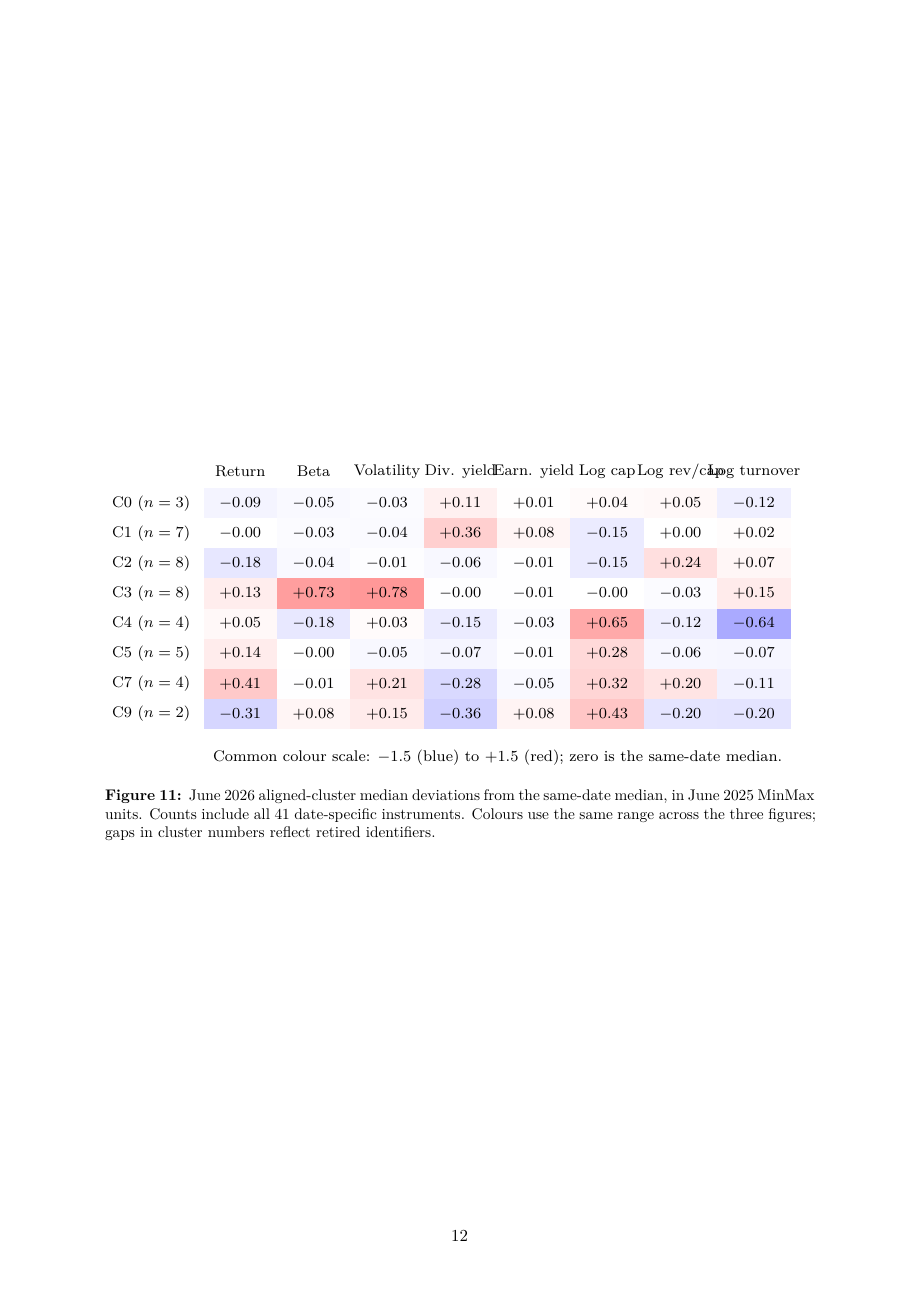 Return Beta Volatility Div. yield Earn. yield Log cap Log rev/cap Log turnover
C0 (n = 3) −0.09 −0.05 −0.03 +0.11 +0.01 +0.04 +0.05 −0.12
C1 (n = 7) −0.00 −0.03 −0.04 +0.36 +0.08 −0.15 +0.00 +0.02
C2 (n = 8) −0.18 −0.04 −0.01 −0.06 −0.01 −0.15 +0.24 +0.07
C3 (n = 8) +0.13 +0.73 +0.78 −0.00 −0.01 −0.00 −0.03 +0.15
C4 (n = 4) +0.05 −0.18 +0.03 −0.15 −0.03 +0.65 −0.12 −0.64
C5 (n = 5) +0.14 −0.00 −0.05 −0.07 −0.01 +0.28 −0.06 −0.07
C7 (n = 4) +0.41 −0.01 +0.21 −0.28 −0.05 +0.32 +0.20 −0.11
C9 (n = 2) −0.31 +0.08 +0.15 −0.36 +0.08 +0.43 −0.20 −0.20
Common colour scale: −1.5 (blue) to +1.5 (red); zero is the same-date median.
Figure 11: June 2026 aligned-cluster median deviations from the same-date median, in June 2025 MinMax
units. Counts include all 41 date-specific instruments. Colours use the same range across the three figures;
gaps in cluster numbers reflect retired identifiers.
12